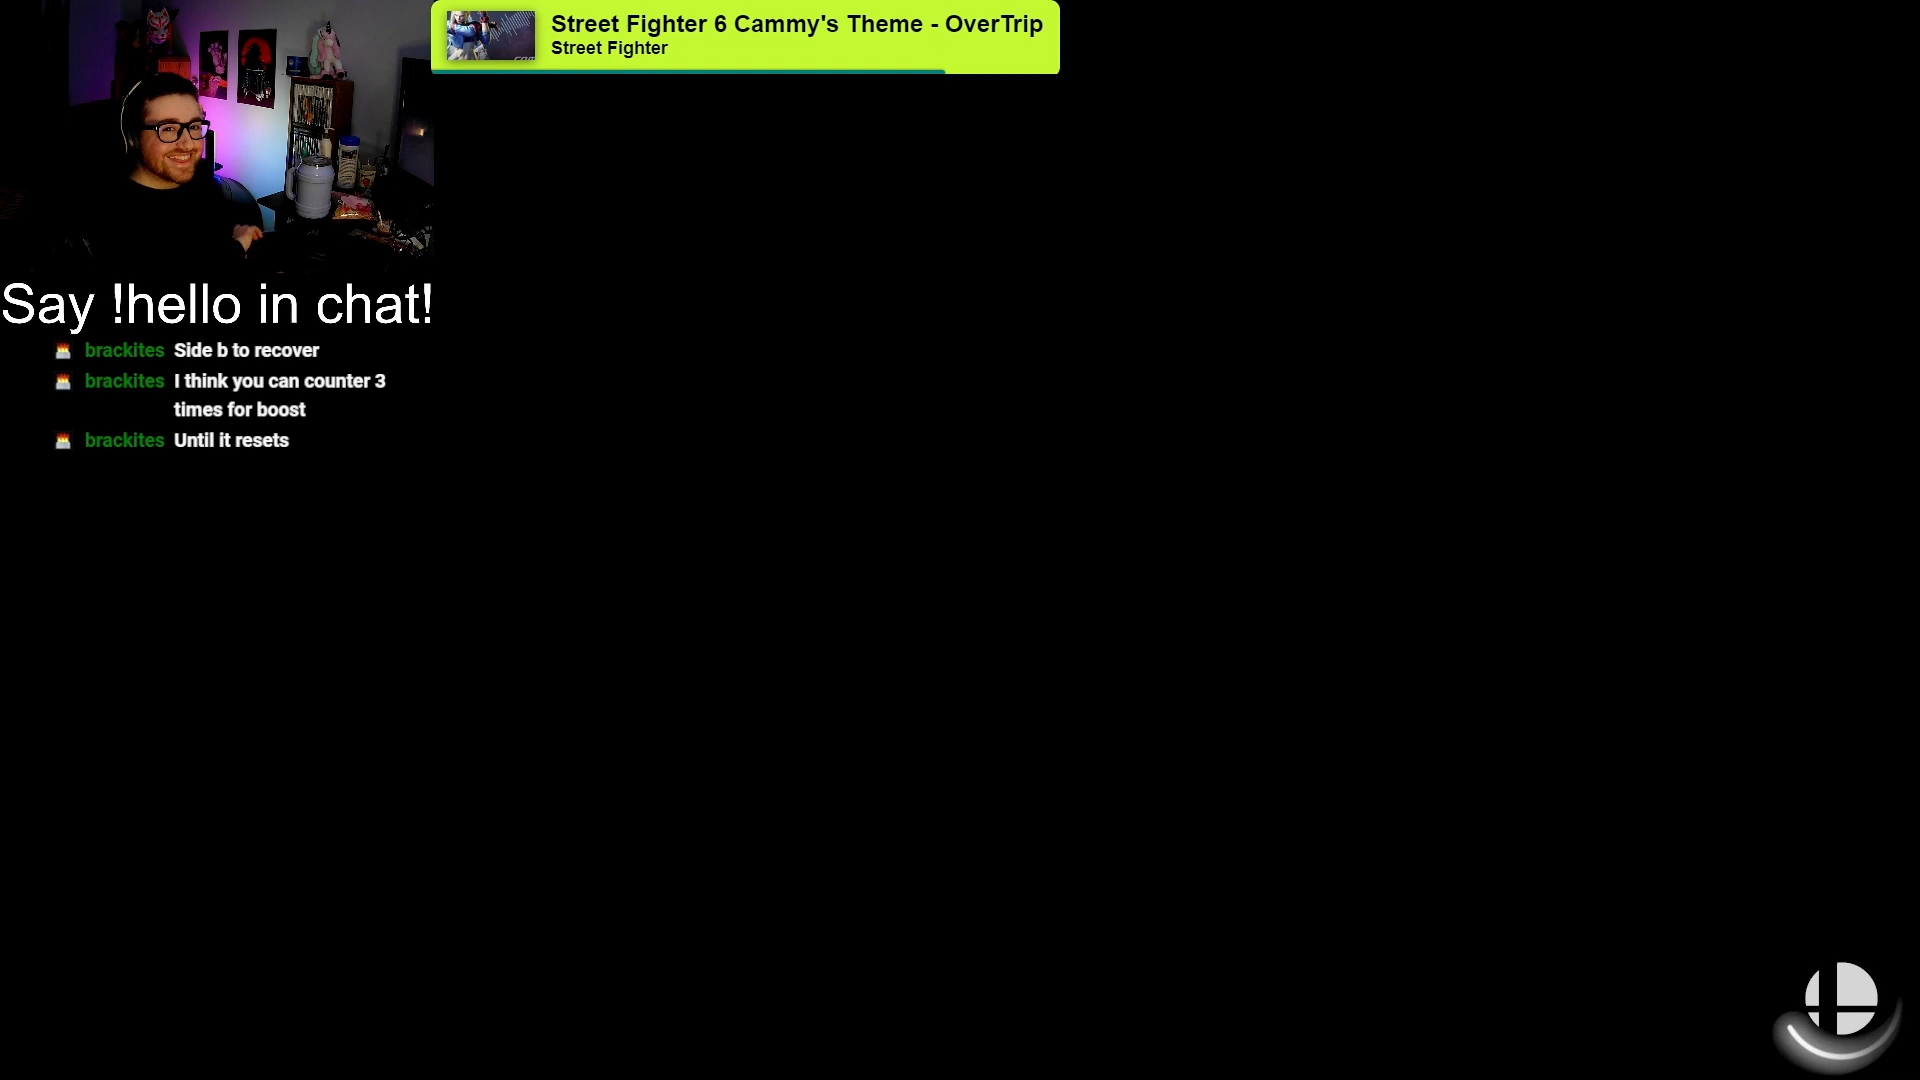 Street Fighter 6 Cammy's Theme - OverTrip
Street Fighter
Say !hello in chat!
brackites Side b to recover
brackites I think you can counter 3
times for boost
brackites Until it resets